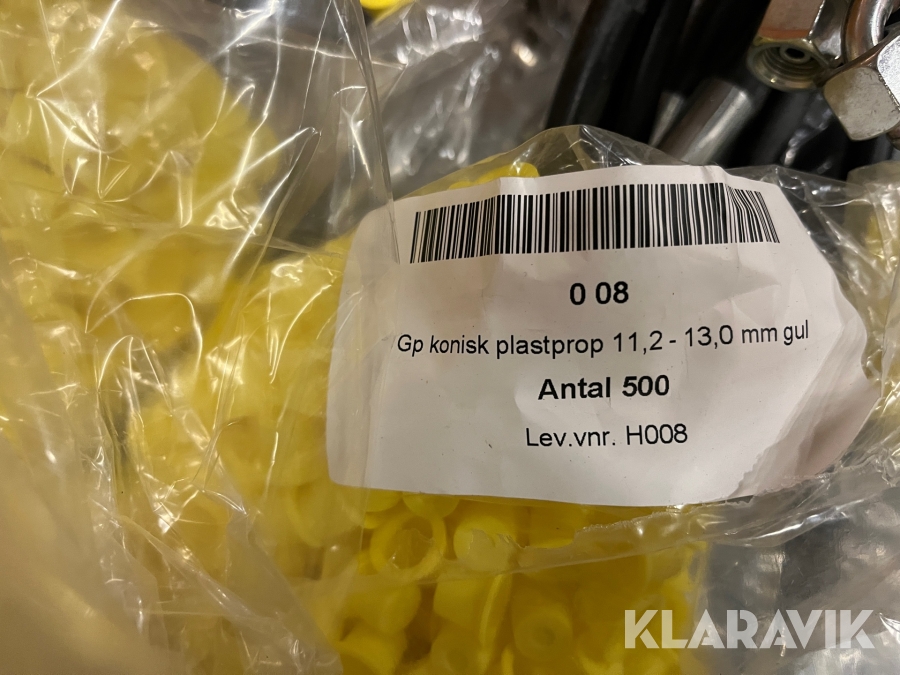 0 08
Gp konisk plastprop 11,2 - 13,0 mm gul
Antal 500
Lev.vnr. H008
KLARAVIK